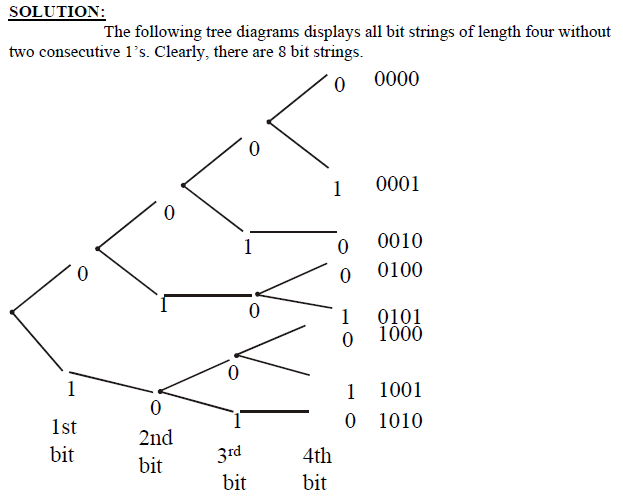 SOLUTION:
The following tree diagrams displays all bit strings of length four without
two consecutive 1's. Clearly, there are 8 bit strings.
0 0000
0
1 0001
0
1 0 0010
0 0 0100
1 0 1 0101
0 1000
0
1 1 1001
0 1 0 1010
1st
bit
2nd
bit
3rd
bit
4th
bit